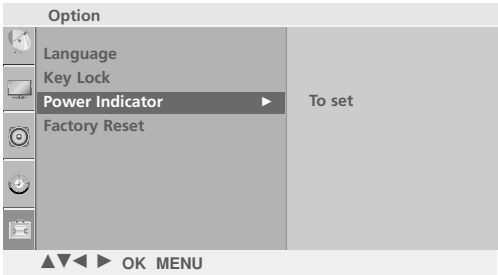 Option
Language
Key Lock
Power Indicator ► To set
Factory Reset
▲▼◄ ► OK MENU